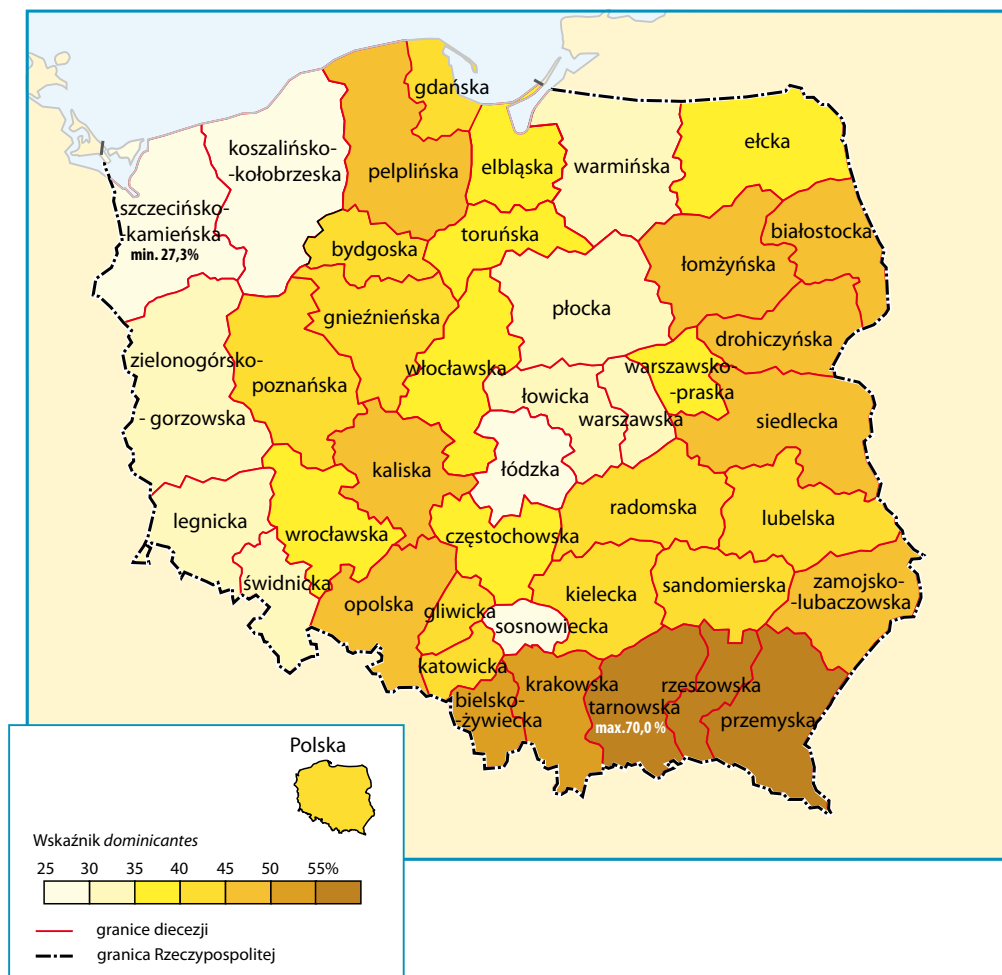 gdańska
koszalińsko-
-kołobrzeska
pelplińska
elbląska
warmińska
ełcka
szczecińsko-
-kamieńska
min. 27,3%
bydgoska
toruńska
białostocka
łomżyńska
gnieźnieńska
płocka
drohiczyńska
zielonogórsko-
- gorzowska
poznańska
włocławska
warszawsko-
-praska
łowicka
warszawska
siedlecka
kaliska
łódzka
legnicka
wrocławska
częstochowska
radomska
lubelska
świdnicka
opolska
gliwicka
sosnowiecka
kielecka
sandomierska
zamojsko-
-lubaczowska
katowicka
bielsko-
-żywiecka
krakowska
tarnowska
max.70,0 %
rzeszowska
przemyska
Polska
Wskaźnik dominicantes
25 30 35 40 45 50 55%
granice diecezji
granica Rzeczypospolitej